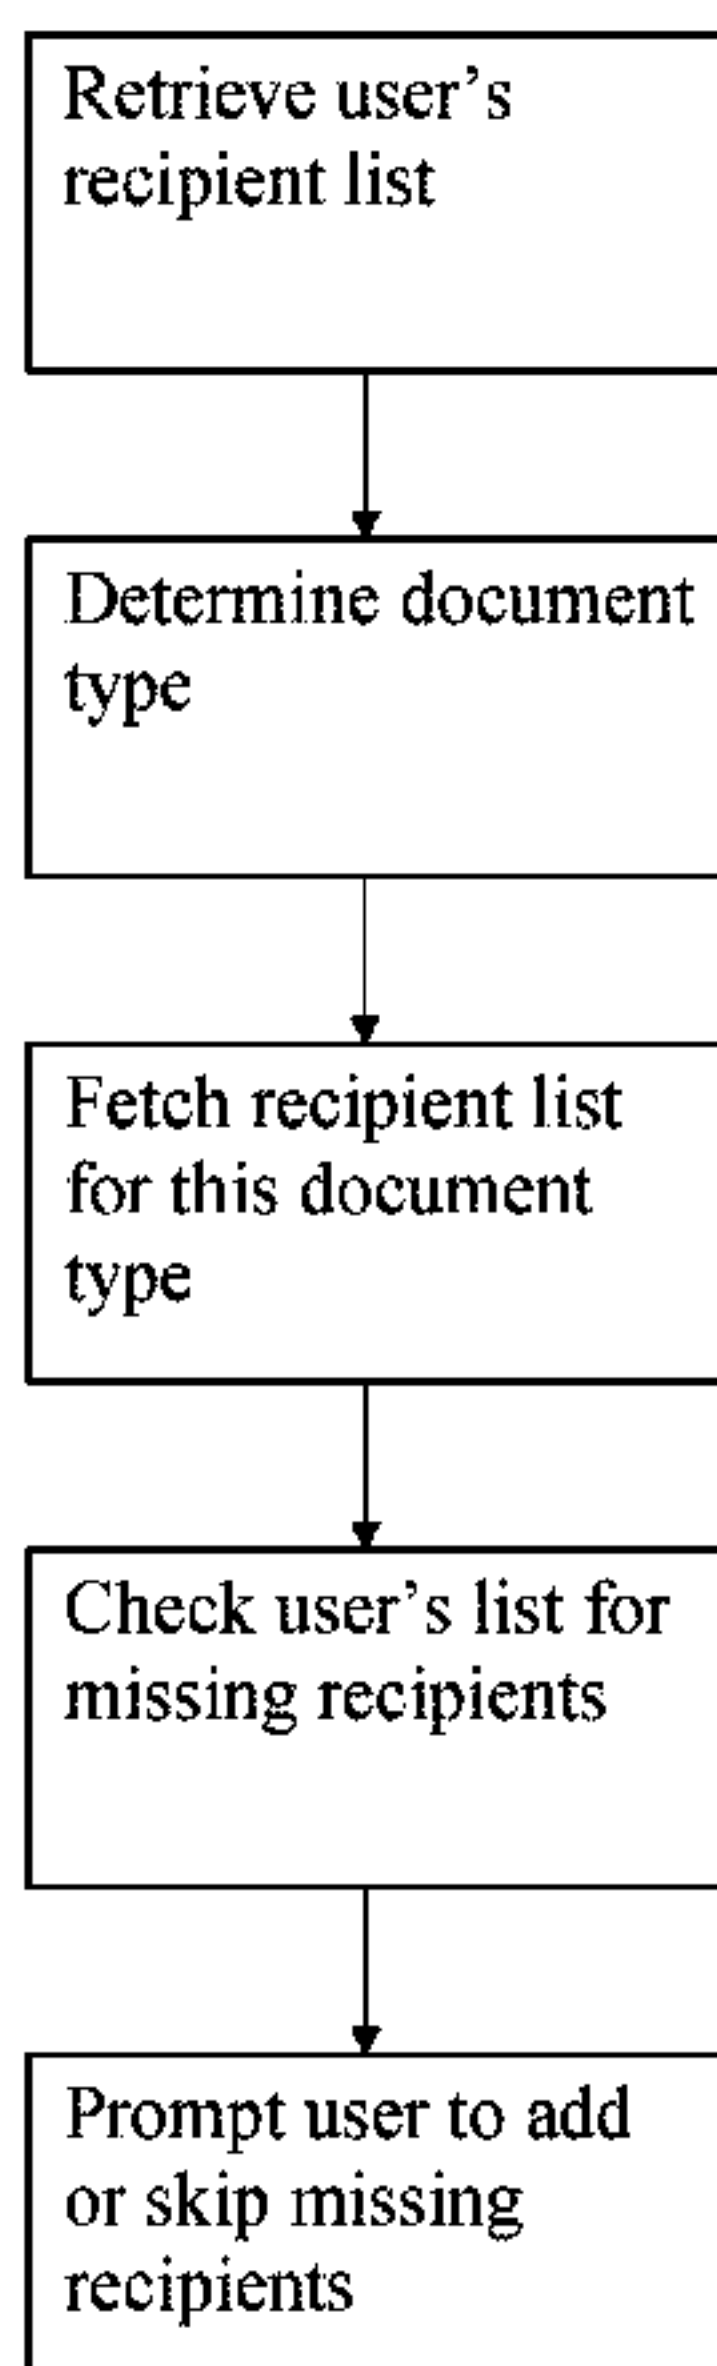 Retrieve user’s
recipient list
Determine document
type
Fetch recipient list
for this document
type
Check user’s list for
missing recipients
Prompt user to add
or skip missing
recipients